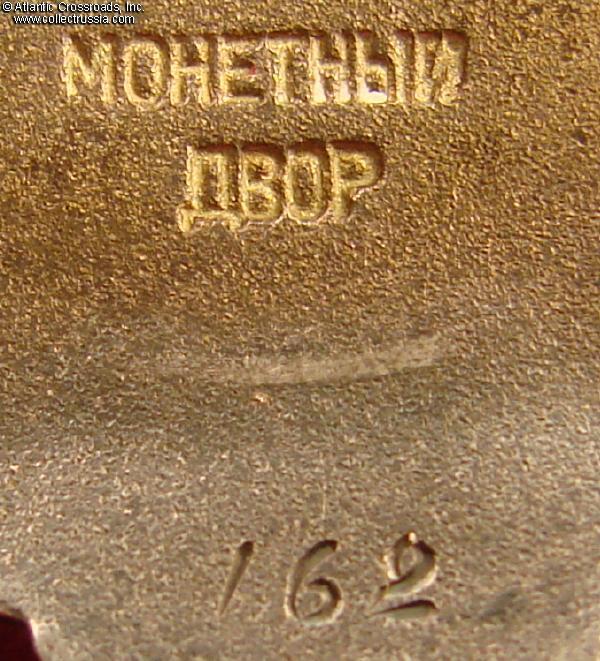 © Atlantic Crossroads, Inc.
www.collectrussia.com
МОНЕТНЫЙ
ДВОР
162